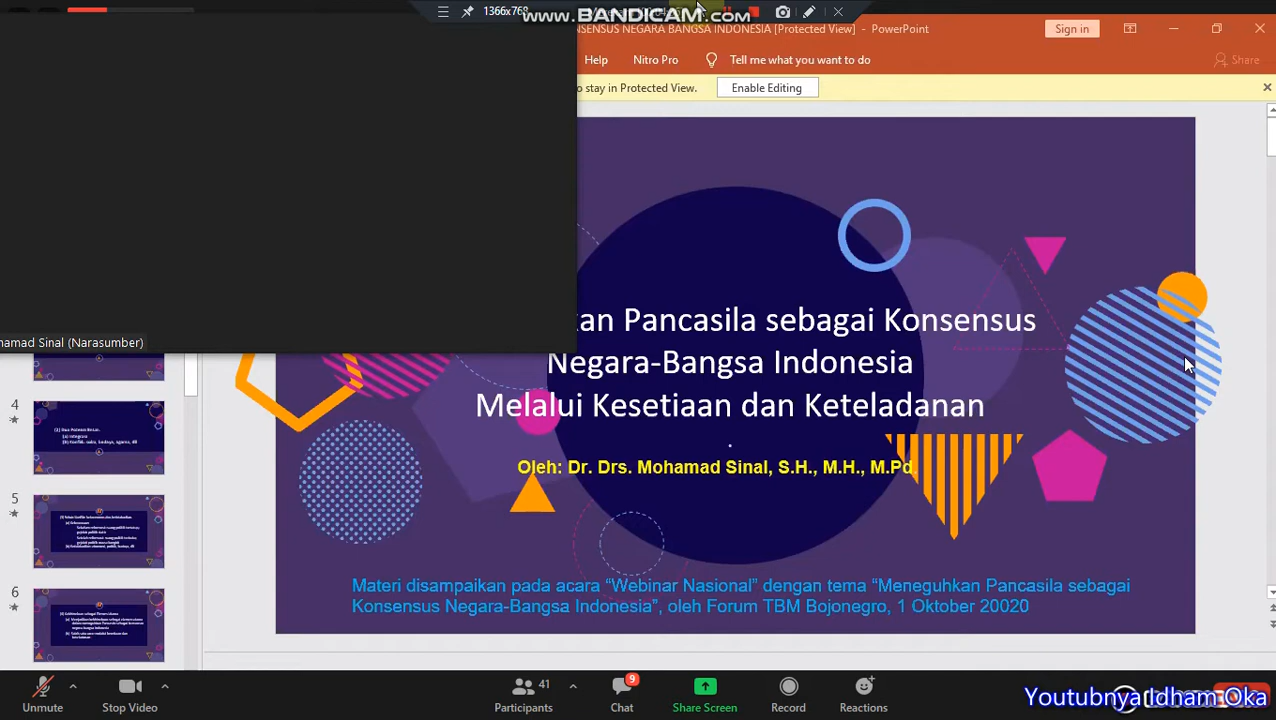 1366x768
www.BANDICAM.com
ONSENSUS NEGARA BANGSA INDONESIA [Protected View] - PowerPoint
Sign in
Help
Nitro Pro
Tell me what you want to do
Share
o stay in Protected View.
Enable Editing
kan Pancasila sebagai Konsensus
Negara-Bangsa Indonesia
Melalui Kesetiaan dan Keteladanan
.
Oleh: Dr. Drs. Mohamad Sinal, S.H., M.H., M.Pd.
Materi disampaikan pada acara “Webinar Nasional” dengan tema “Meneguhkan Pancasila sebagai
Konsensus Negara-Bangsa Indonesia”, oleh Forum TBM Bojonegro, 1 Oktober 20020
hamad Sinal (Narasumber)
4
5
6
Unmute
Stop Video
41
Participants
9
Chat
Share Screen
Record
Reactions
Youtubnya Idham Oka